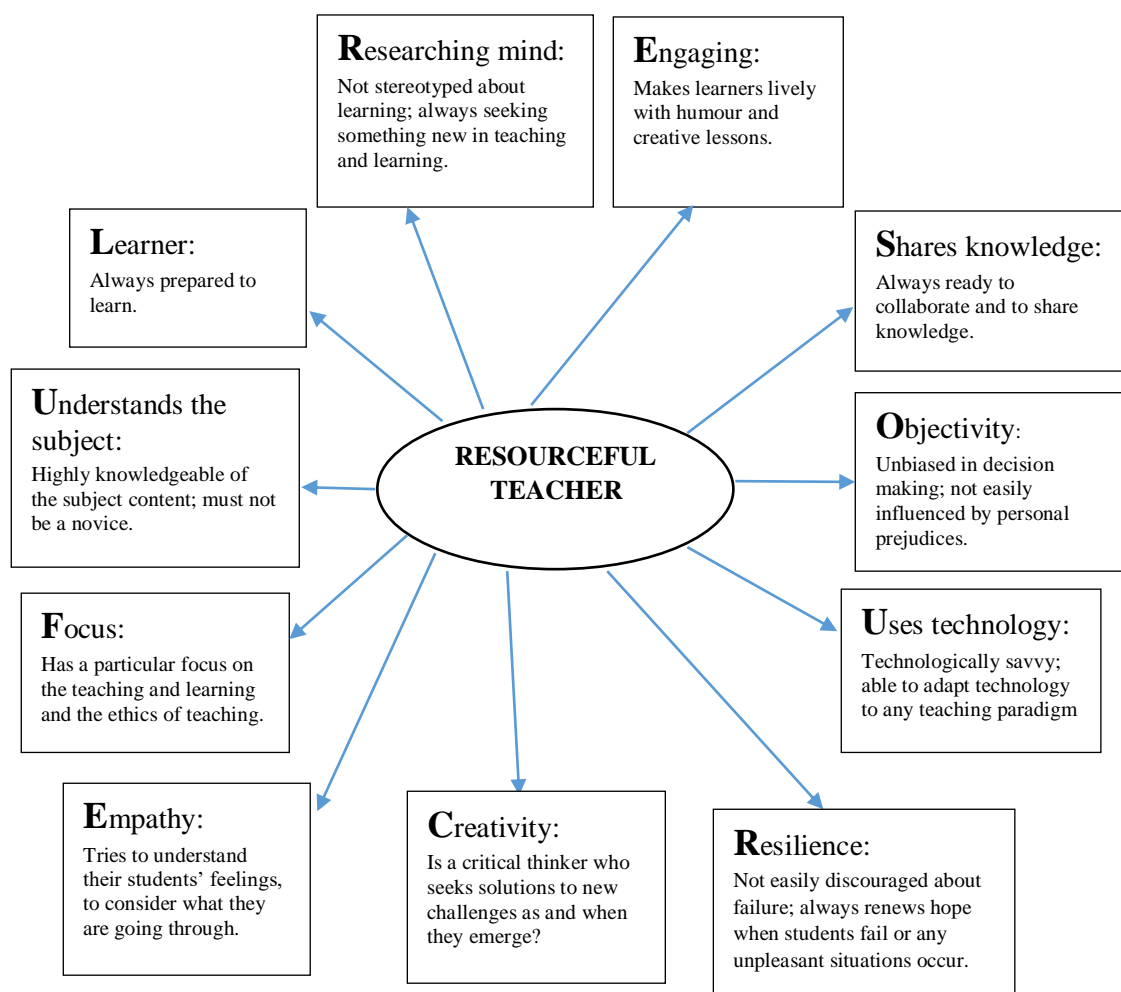 Researching mind:
Not stereotyped about
learning; always seeking
something new in teaching
and learning.
Engaging:
Makes learners lively
with humour and
creative lessons.
Learner:
Always prepared to
learn.
Shares knowledge:
Always ready to
collaborate and to share
knowledge.
Understands the
subject:
Highly knowledgeable of
the subject content; must not
be a novice.
RESOURCEFUL
TEACHER
Objectivity:
Unbiased in decision
making; not easily
influenced by personal
prejudices.
Focus:
Has a particular focus on
the teaching and learning
and the ethics of teaching.
Uses technology:
Technologically savvy;
able to adapt technology
to any teaching paradigm
Empathy:
Tries to understand
their students’ feelings,
to consider what they
are going through.
Creativity:
Is a critical thinker who
seeks solutions to new
challenges as and when
they emerge?
Resilience:
Not easily discouraged about
failure; always renews hope
when students fail or any
unpleasant situations occur.